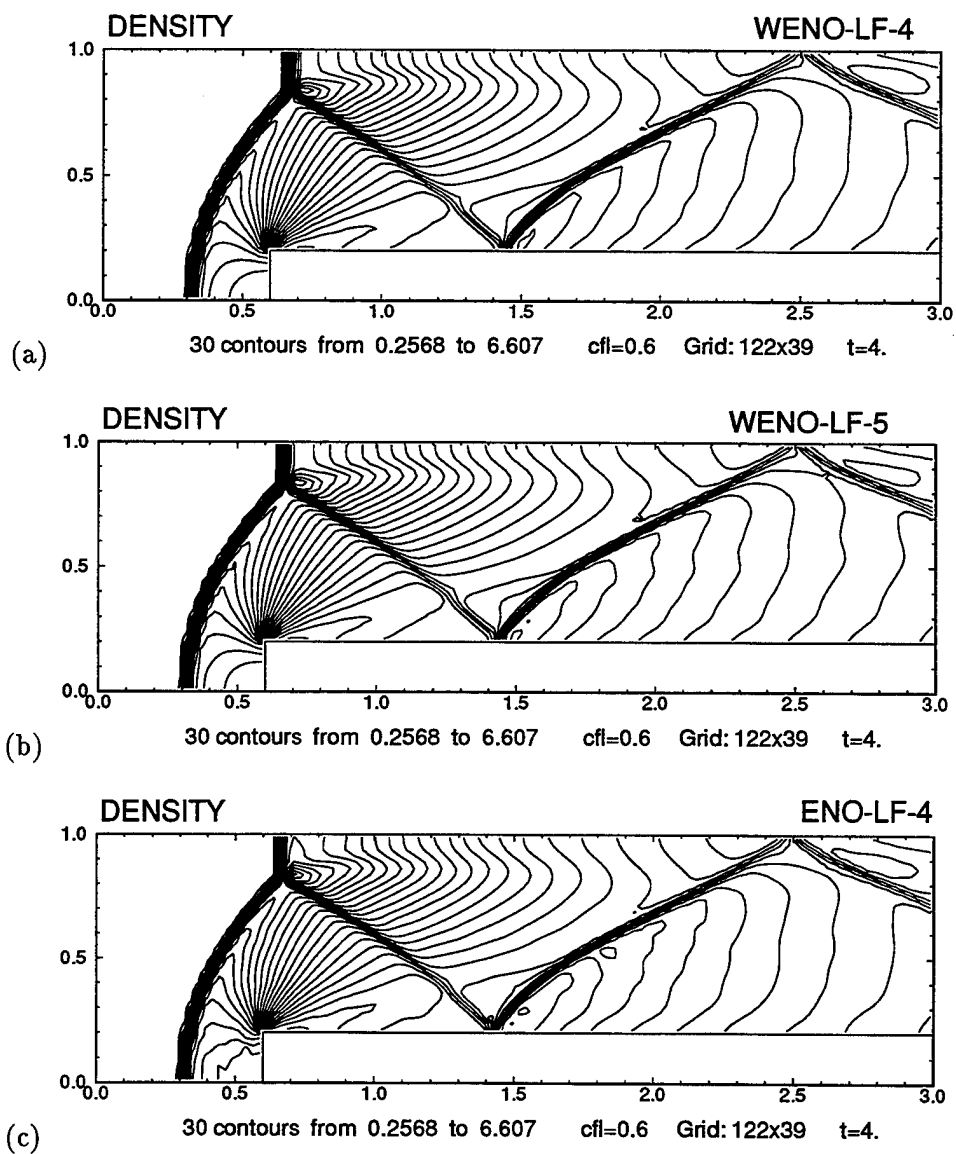 DENSITY WENO-LF-4
1.0
0.5
0.0
0.0 0.5 1.0 1.5 2.0 2.5 3.0
(a) 30 contours from 0.2568 to 6.607 cfl=0.6 Grid: 122x39 t=4.
DENSITY WENO-LF-5
1.0
0.5
0.0
0.0 0.5 1.0 1.5 2.0 2.5 3.0
(b) 30 contours from 0.2568 to 6.607 cfl=0.6 Grid: 122x39 t=4.
DENSITY ENO-LF-4
1.0
0.5
0.0
0.0 0.5 1.0 1.5 2.0 2.5 3.0
(c) 30 contours from 0.2568 to 6.607 cfl=0.6 Grid: 122x39 t=4.